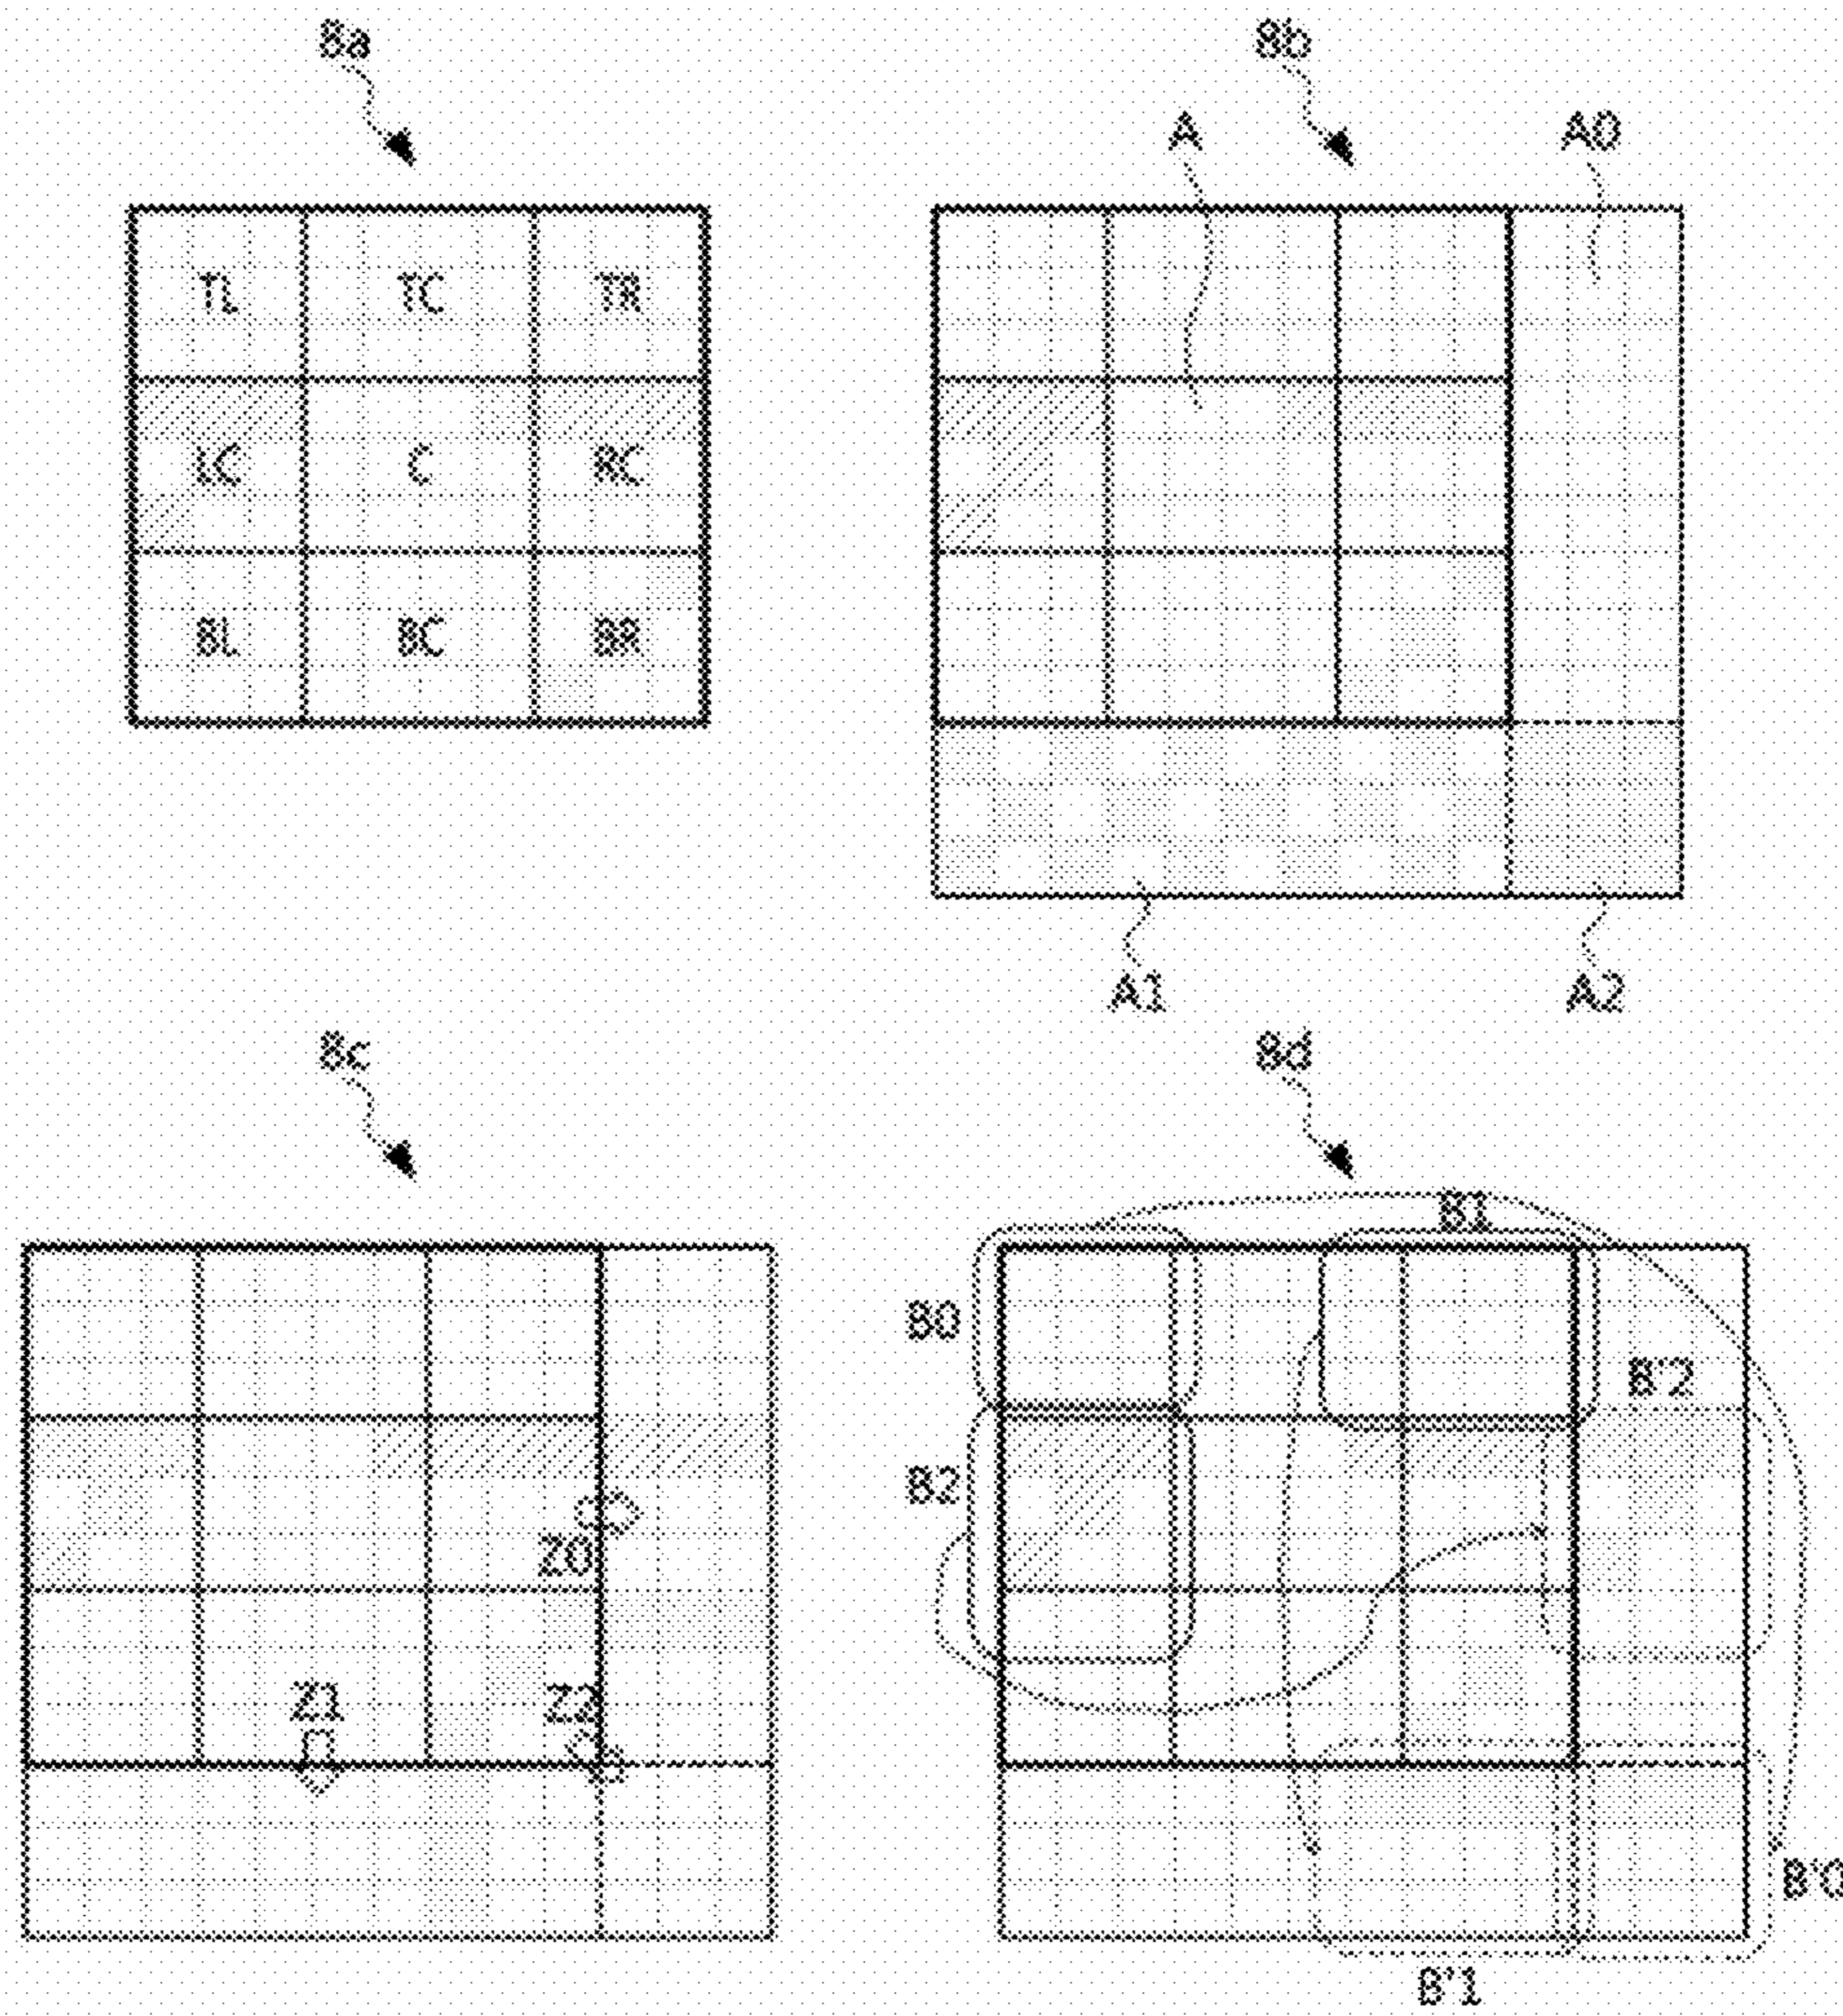 8a
8b
A
A0
TL TC TR
LC C RC
BL BC BR
A1
A2
8c
8d
B1
B0
B'2
B2
Z0
Z1
Z2
B'0
B'1